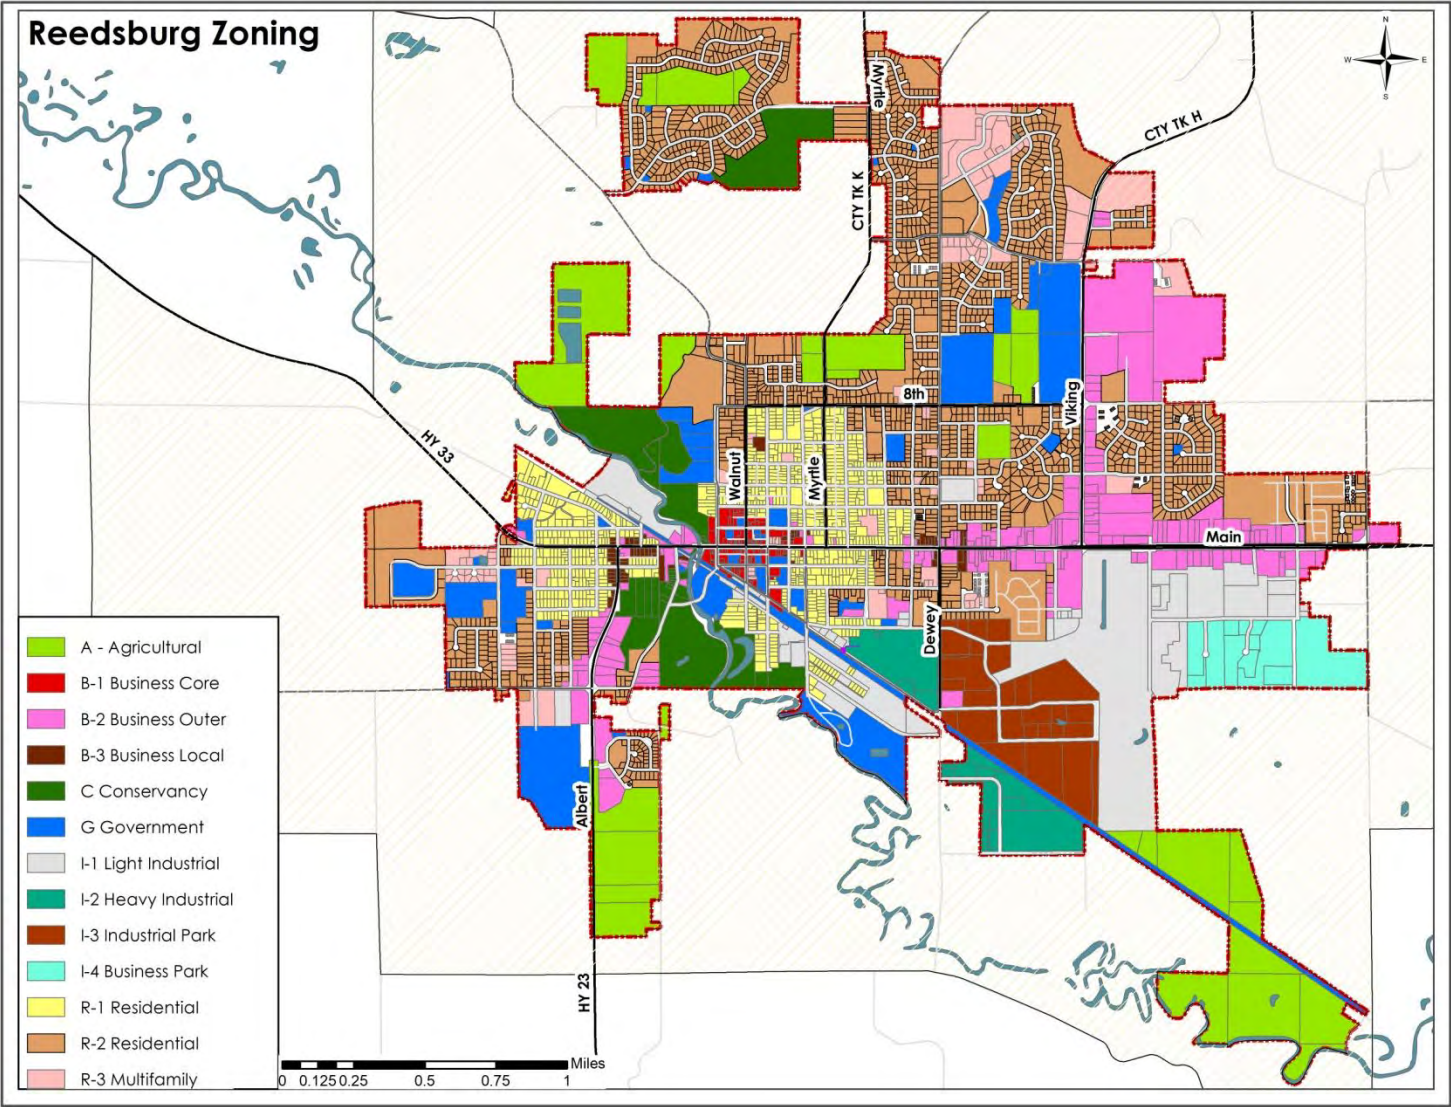 Reedsburg Zoning
N
W E
S
Myrtle
CTY TK H
CTY TK K
8th
Viking
HY 33
Walnut
Myrtle
Main
Dewey
Albert
HY 23
A - Agricultural
B-1 Business Core
B-2 Business Outer
B-3 Business Local
C Conservancy
G Government
I-1 Light Industrial
I-2 Heavy Industrial
I-3 Industrial Park
I-4 Business Park
R-1 Residential
R-2 Residential
R-3 Multifamily
Miles
0 0.125 0.25 0.5 0.75 1